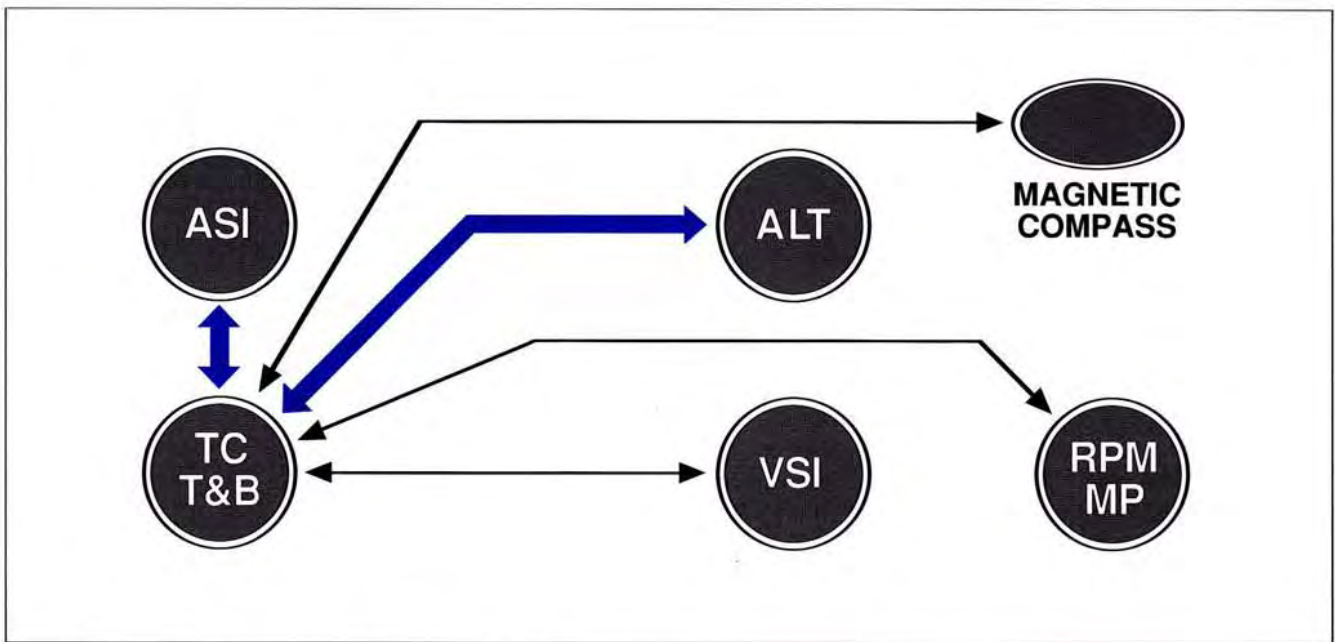 ASI
ALT
MAGNETIC
COMPASS
TC
T&B
VSI
RPM
MP